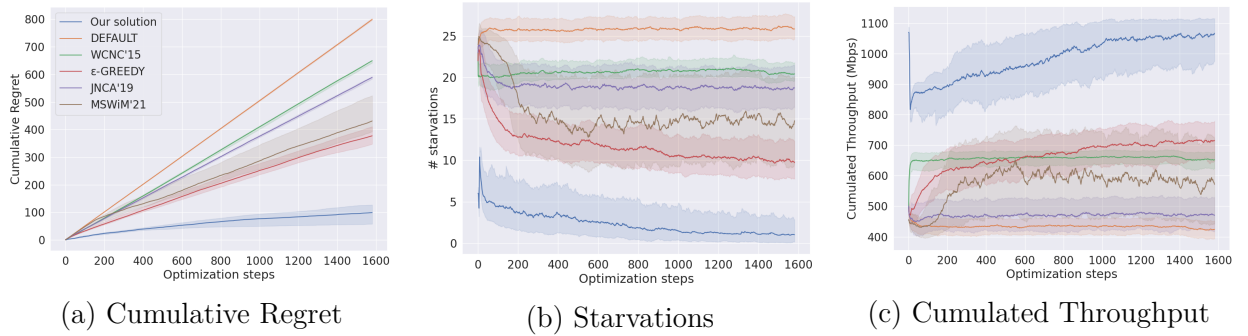 Our solution
DEFAULT
WCNC'15
ε-GREEDY
JNCA'19
MSWiM'21
800
700
600
500
400
300
200
100
0
Cumulative Regret
0 200 400 600 800 1000 1200 1400 1600
Optimization steps
(a) Cumulative Regret
25
20
15
10
5
0
# starvations
0 200 400 600 800 1000 1200 1400 1600
Optimization steps
(b) Starvations
1100
1000
900
800
700
600
500
400
Cumulated Throughput (Mbps)
0 200 400 600 800 1000 1200 1400 1600
Optimization steps
(c) Cumulated Throughput